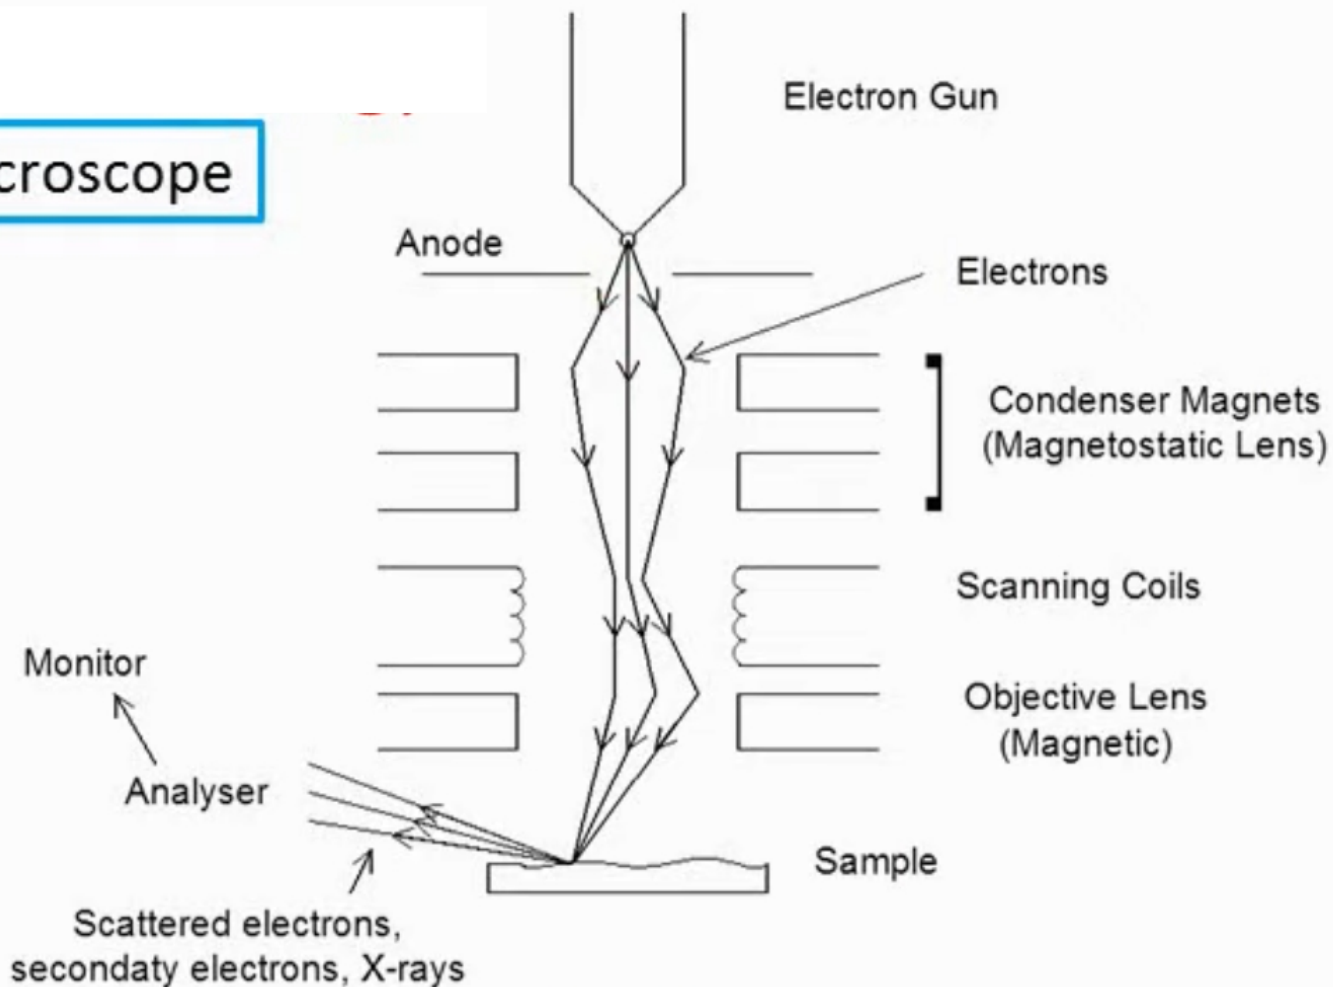 Electron Gun
croscope
Anode
Electrons
Condenser Magnets
(Magnetostatic Lens)
Scanning Coils
Monitor
Objective Lens
(Magnetic)
Analyser
Sample
Scattered electrons,
secondaty electrons, X-rays